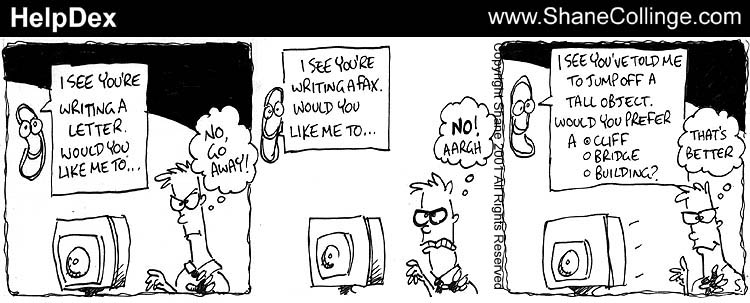 HelpDex
www.ShaneCollinge.com
I SEE YOU'RE
WRITING A
LETTER.
WOULD YOU
LIKE ME TO...
NO,
GO
AWAY!
I SEE YOU'RE
WRITING A FAX.
WOULD YOU
LIKE ME TO...
NO!
AARGH
Copyright Shane 2001 All Rights Reserved
I SEE YOU'VE TOLD ME
TO JUMP OFF A
TALL OBJECT.
WOULD YOU PREFER
A CLIFF
BRIDGE
BUILDING?
THAT'S
BETTER